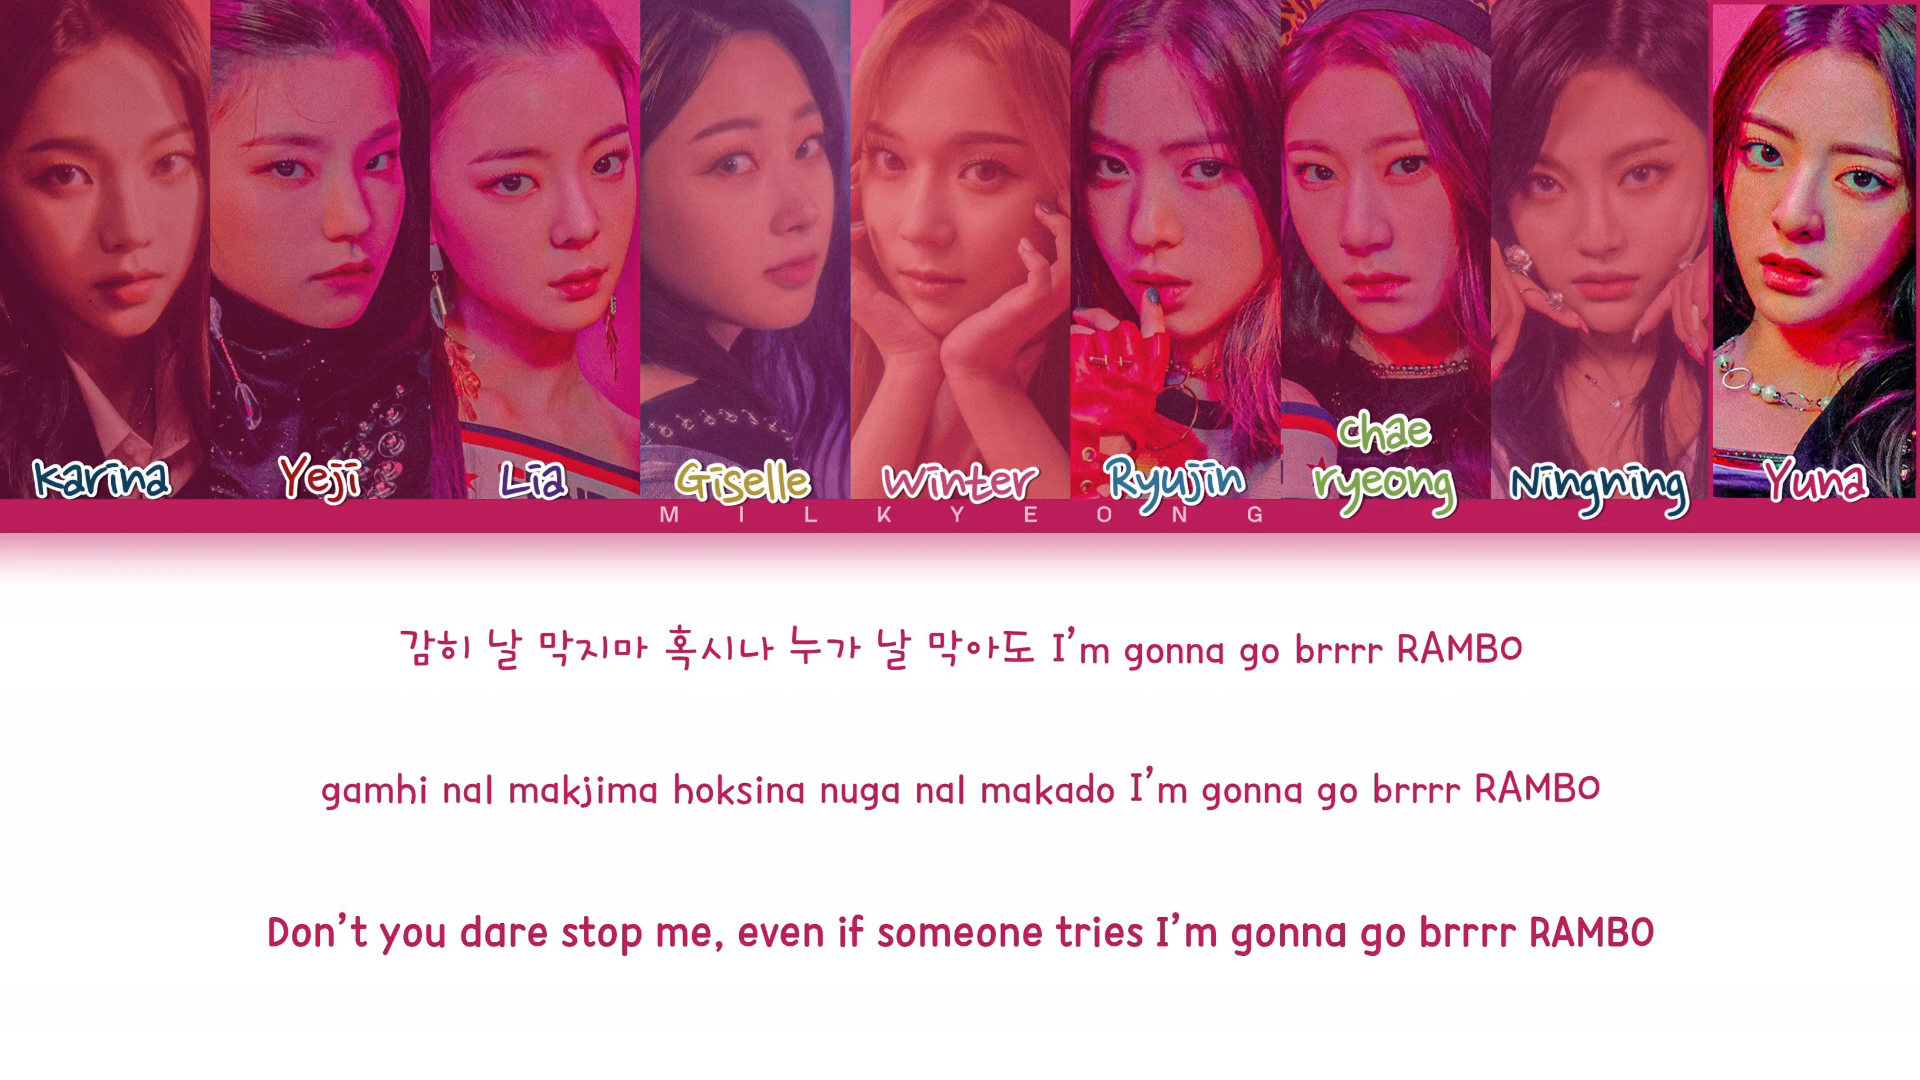 Karina
Yeji
Lia
Giselle
Winter
Ryujin
chae
ryeong
Ningning
Yuna
MILKYEONG
감히 날 막지마 혹시나 누가 날 막아도 I'm gonna go brrrr RAMBO
gamhi nal makjima hoksina nuga nal makado I'm gonna go brrrr RAMBO
Don't you dare stop me, even if someone tries I'm gonna go brrrr RAMBO